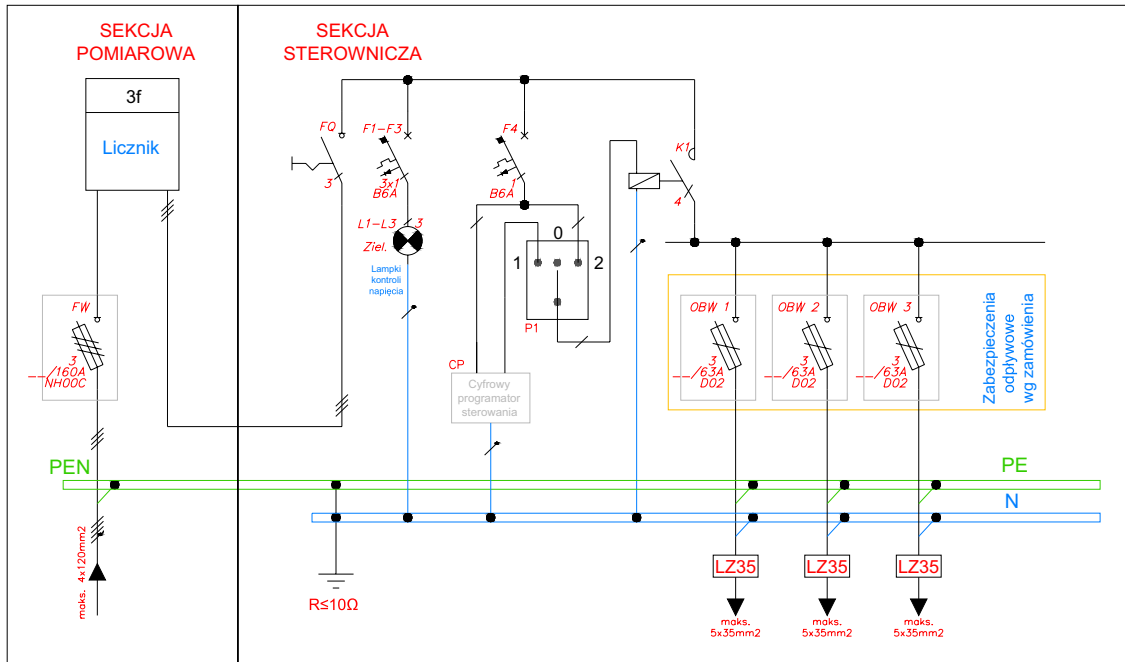 SEKCJA
POMIAROWA
3f
Licznik
FW
3
--/160A
NH00C
PEN
maks. 4x120mm2
SEKCJA
STEROWNICZA
FQ
3
F1-F3
3x1
B6A
L1-L3
3
Ziel.
Lampki
kontroli
napięcia
F4
1
B6A
0
1
2
P1
CP
Cyfrowy
programator
sterowania
K1
4
OBW 1
3
--/63A
D02
OBW 2
3
--/63A
D02
OBW 3
3
--/63A
D02
Zabezpieczenia
odpływowe
wg zamówienia
PE
N
R≤10Ω
LZ35
LZ35
LZ35
maks.
5x35mm2
maks.
5x35mm2
maks.
5x35mm2